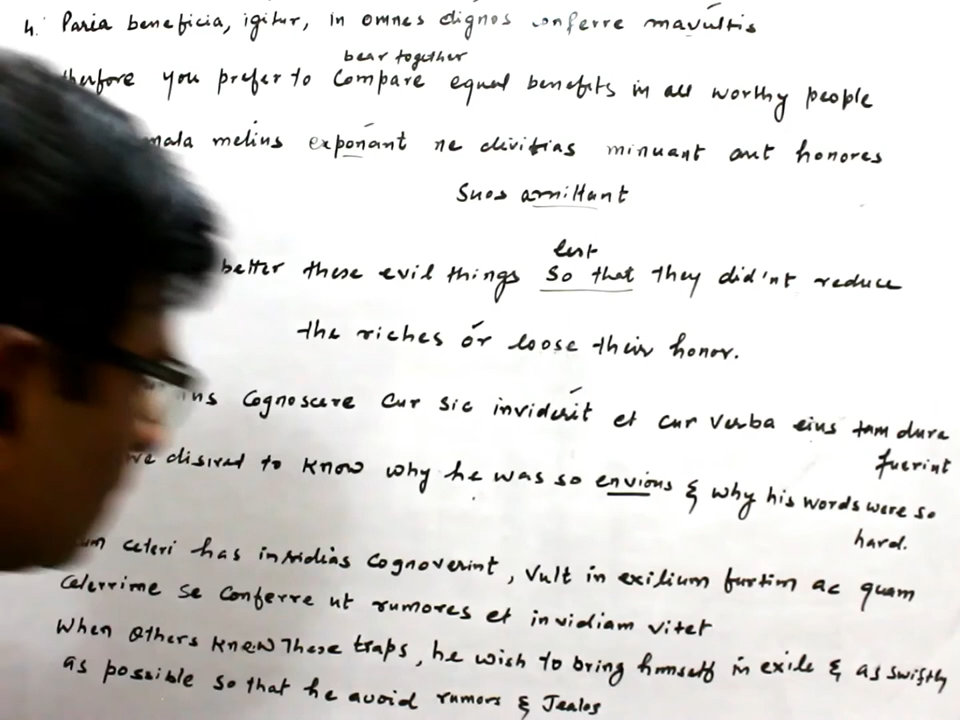 4. Paria beneficia, igitur, in omnes dignos conferre mavultis
bear together
you prefer to compare equal benefits in all worthy people
mala melius exponant ne divitias minuant aut honores
suos amittant
lest
better these evil things so that they did'nt reduce
the riches or loose their honor.
cognoscere cur sic inviderit et cur verba eius tam dura
fuerint
disired to know why he was so envious & why his words were so
hard.
ceteri has insidias cognoverint, vult in exilium furtim ac quam
celerrime se conferre ut rumores et invidiam vitet
When others knew these traps, he wish to bring himself in exile & as swiftly
as possible so that he avoid rumors & Jealos